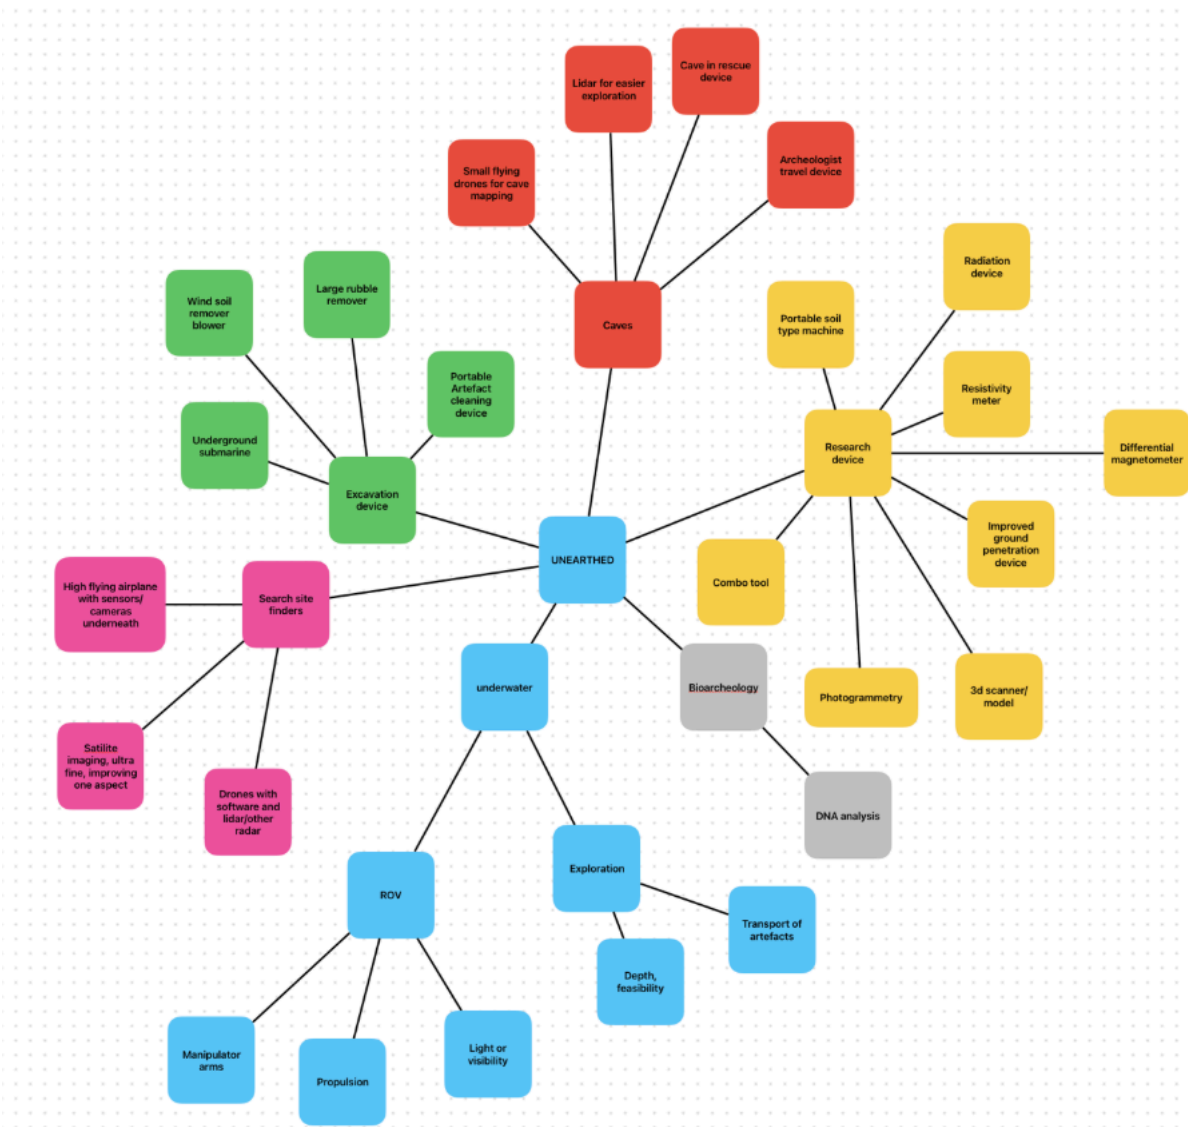 Cave in rescue
device
Lidar for easier
exploration
Small flying
drones for cave
mapping
Archeologist
travel device
Caves
Wind soil
remover
blower
Large rubble
remover
Portable
Artefact
cleaning
device
Underground
submarine
Excavation
device
Radiation
device
Portable soil
type machine
Resistivity
meter
Research
device
Differential
magnetometer
Improved
ground
penetration
device
Combo tool
Photogrammetry
3d scanner/
model
UNEARTHED
High flying airplane
with sensors/
cameras
underneath
Search site
finders
Satilite
imaging, ultra
fine, improving
one aspect
Drones with
software and
lidar/other
radar
underwater
Bioarcheology
DNA analysis
ROV
Exploration
Transport of
artefacts
Depth,
feasibility
Manipulator
arms
Propulsion
Light or
visibility